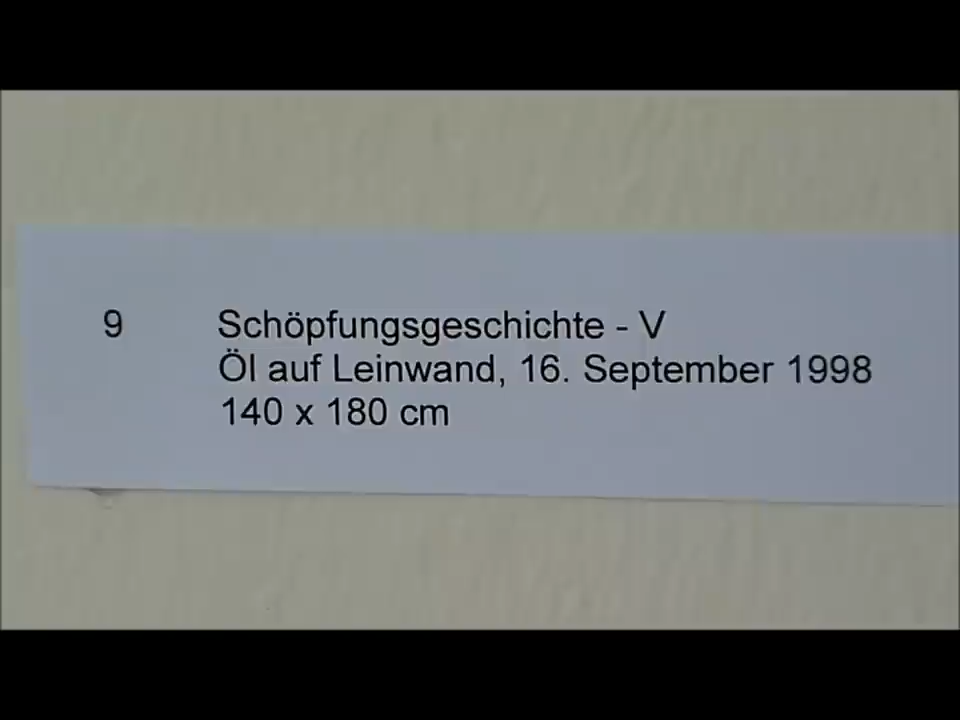 9 Schöpfungsgeschichte - V
Öl auf Leinwand, 16. September 1998
140 x 180 cm